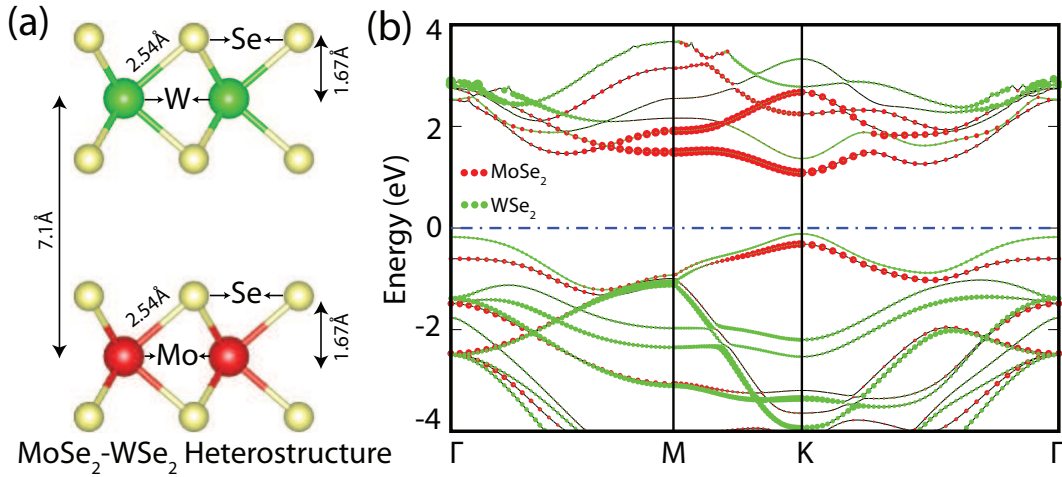 (a)
2.54Å
Se
1.67Å
W
7.1Å
2.54Å
Se
1.67Å
Mo
MoSe₂-WSe₂ Heterostructure
(b)
Energy (eV)
4
2
0
-2
-4
MoSe₂
WSe₂
Γ
M
K
Γ